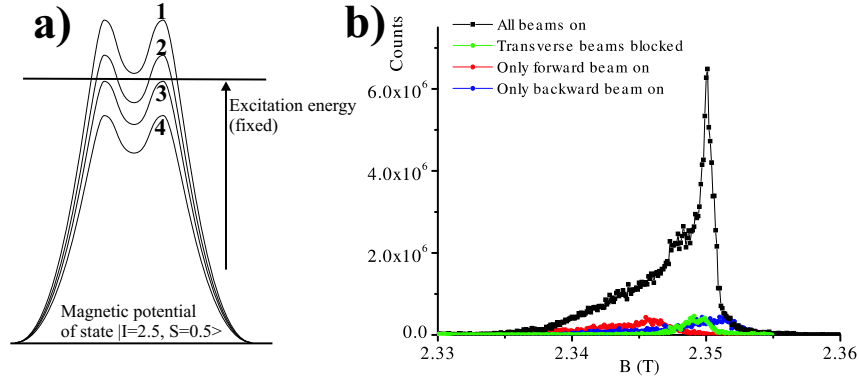 a)
1
2
3
4
Excitation energy
(fixed)
Magnetic potential
of state |I=2.5, S=0.5>
b)
Counts
All beams on
Transverse beams blocked
Only forward beam on
Only backward beam on
6.0x10⁶
4.0x10⁶
2.0x10⁶
0.0
2.33
2.34
2.35
2.36
B (T)